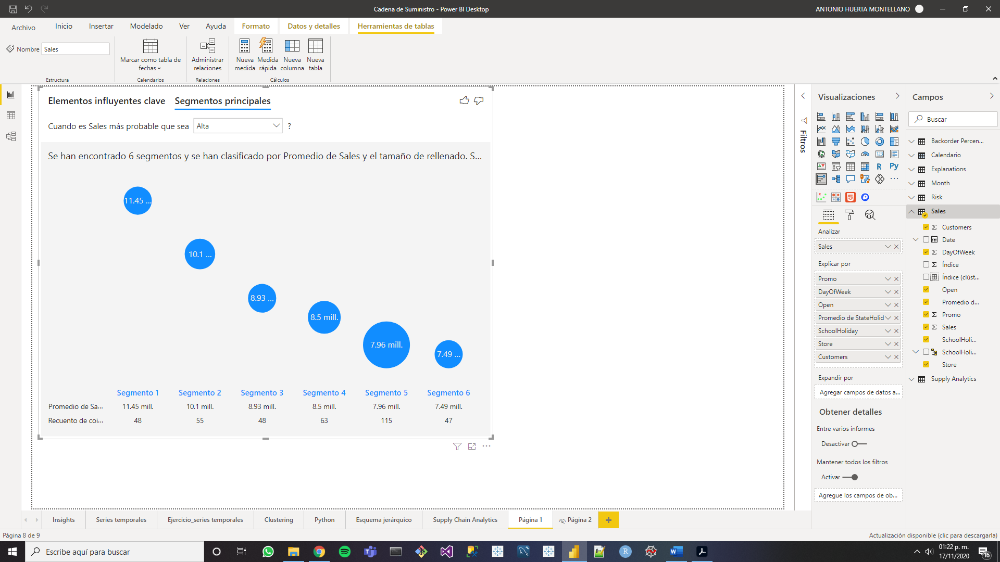 Cadena de Suministro - Power BI Desktop
ANTONIO HUERTA MONTELLANO
Archivo
Inicio
Insertar
Modelado
Ver
Ayuda
Formato
Datos y detalles
Herramientas de tablas
Nombre
Sales
Marcar como tabla de
fechas
Administrar
relaciones
Nueva
medida
Medida
rápida
Nueva
columna
Nueva
tabla
Estructura
Calendarios
Relaciones
Cálculos
Elementos influyentes clave
Segmentos principales
Cuando es Sales más probable que sea
Alta
?
Se han encontrado 6 segmentos y se han clasificado por Promedio de Sales y el tamaño de rellenado. S...
11.45 ...
10.1 ...
8.93 ...
8.5 mill.
7.96 mill.
7.49 ...
Segmento 1 Segmento 2 Segmento 3 Segmento 4 Segmento 5 Segmento 6
Promedio de Sa... 11.45 mill. 10.1 mill. 8.93 mill. 8.5 mill. 7.96 mill. 7.49 mill.
Recuento de coi... 48 55 48 63 115 47
Filtros
Visualizaciones
123
R
Py
...
5
Analizar
Sales
Explicar por
Promo
DayOfWeek
Open
Promedio de StateHolid
SchoolHoliday
Store
Customers
Expandir por
Agregar campos de datos a...
Obtener detalles
Entre varios informes
Desactivar
Mantener todos los filtros
Activar
Agregue los campos de ob...
Campos
Buscar
Backorder Percen...
Calendario
Explanations
Month
Risk
Sales
Σ Customers
Date
Σ DayOfWeek
Σ Índice
Índice (clúst...
Open
Promedio d...
Σ Promo
Σ Sales
SchoolHoli...
SchoolHoli...
Store
Supply Analytics
Insights
Series temporales
Ejercicio_series temporales
Clustering
Python
Esquema jerárquico
Supply Chain Analytics
Página 1
Página 2
+
Página 8 de 9
Actualización disponible (clic para descargarla)
Escribe aquí para buscar
R
W
01:22 p. m.
17/11/2020
16